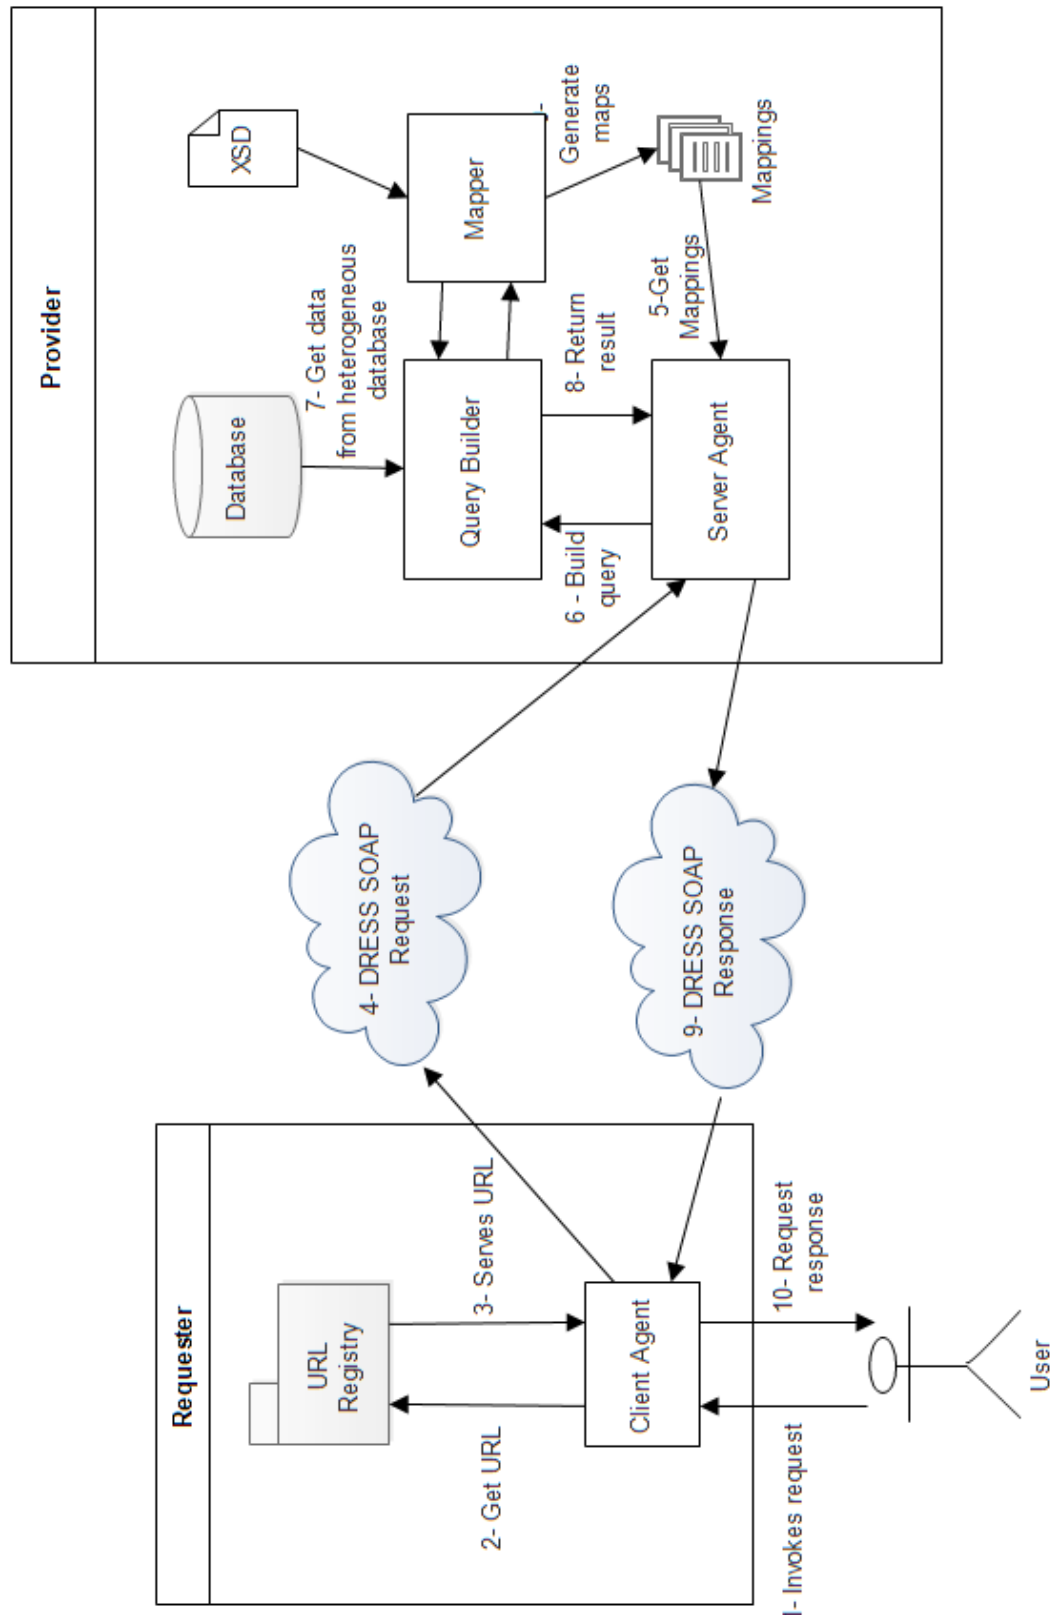 Requester
URL
Registry
2- Get URL
3- Serves URL
Client Agent
I- Invokes request
10- Request
response
User
4- DRESS SOAP
Request
9- DRESS SOAP
Response
Provider
Database
7- Get data
from heterogeneous
database
XSD
Query Builder
Mapper
Generate
maps
6 - Build
query
8- Return
result
5-Get
Mappings
Server Agent
Mappings